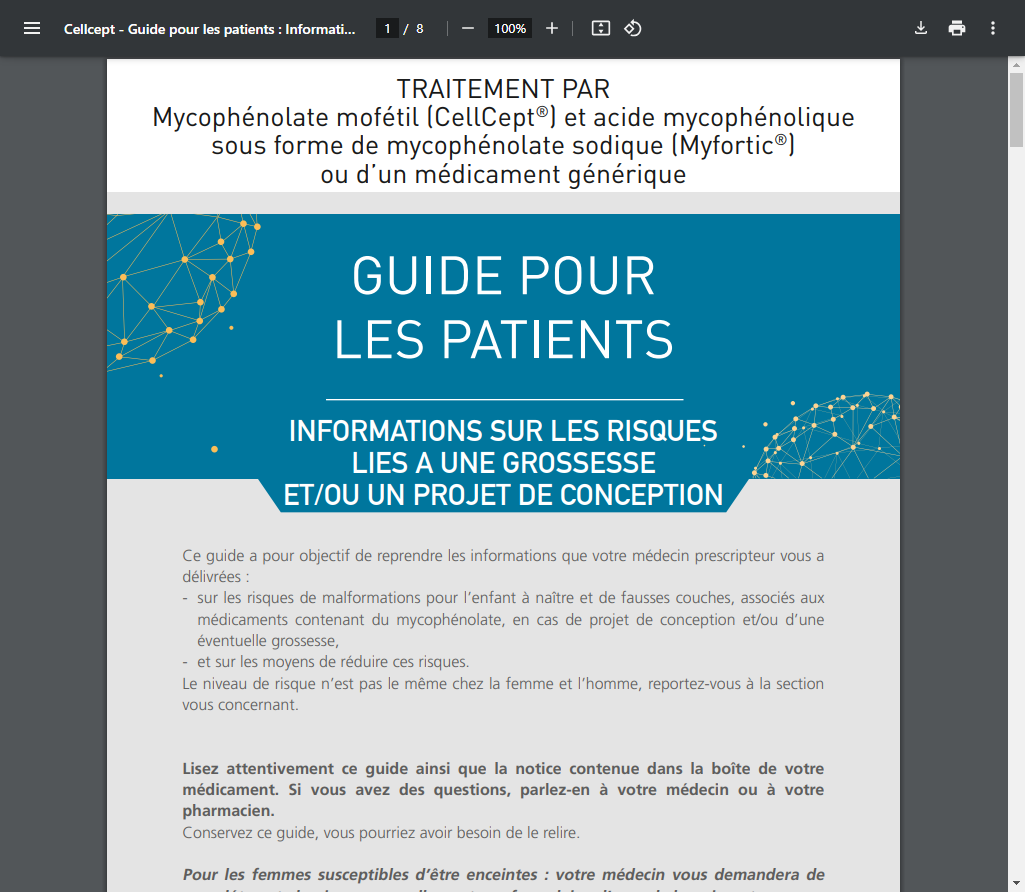 Cellcept - Guide pour les patients : Informati...
1 / 8
100%
TRAITEMENT PAR
Mycophénolate mofétil (CellCept®) et acide mycophénolique
sous forme de mycophénolate sodique (Myfortic®)
ou d'un médicament générique
GUIDE POUR
LES PATIENTS
INFORMATIONS SUR LES RISQUES
LIES A UNE GROSSESSE
ET/OU UN PROJET DE CONCEPTION
Ce guide a pour objectif de reprendre les informations que votre médecin prescripteur vous a
délivrées :
- sur les risques de malformations pour l'enfant à naître et de fausses couches, associés aux
médicaments contenant du mycophénolate, en cas de projet de conception et/ou d'une
éventuelle grossesse,
- et sur les moyens de réduire ces risques.
Le niveau de risque n'est pas le même chez la femme et l'homme, reportez-vous à la section
vous concernant.
Lisez attentivement ce guide ainsi que la notice contenue dans la boîte de votre
médicament. Si vous avez des questions, parlez-en à votre médecin ou à votre
pharmacien.
Conservez ce guide, vous pourriez avoir besoin de le relire.
Pour les femmes susceptibles d'être enceintes : votre médecin vous demandera de